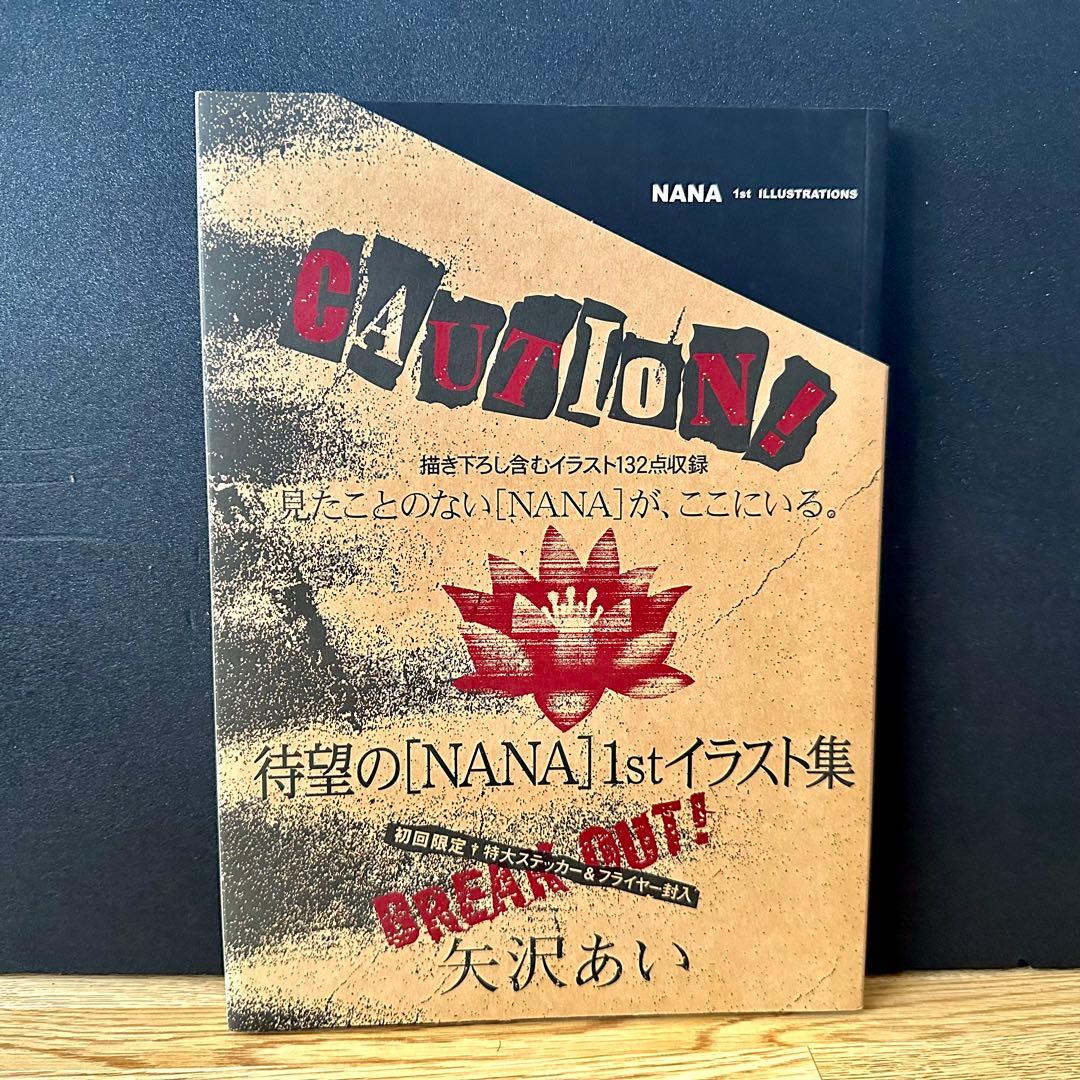 NANA 1st ILLUSTRATIONS
CAUTION!
描き下ろし含むイラスト132点収録
見たことのない[NANA]が、ここにいる。
待望の[NANA]1stイラスト集
BREAK OUT!
初回限定†特大ステッカー&フライヤー封入
矢沢あい